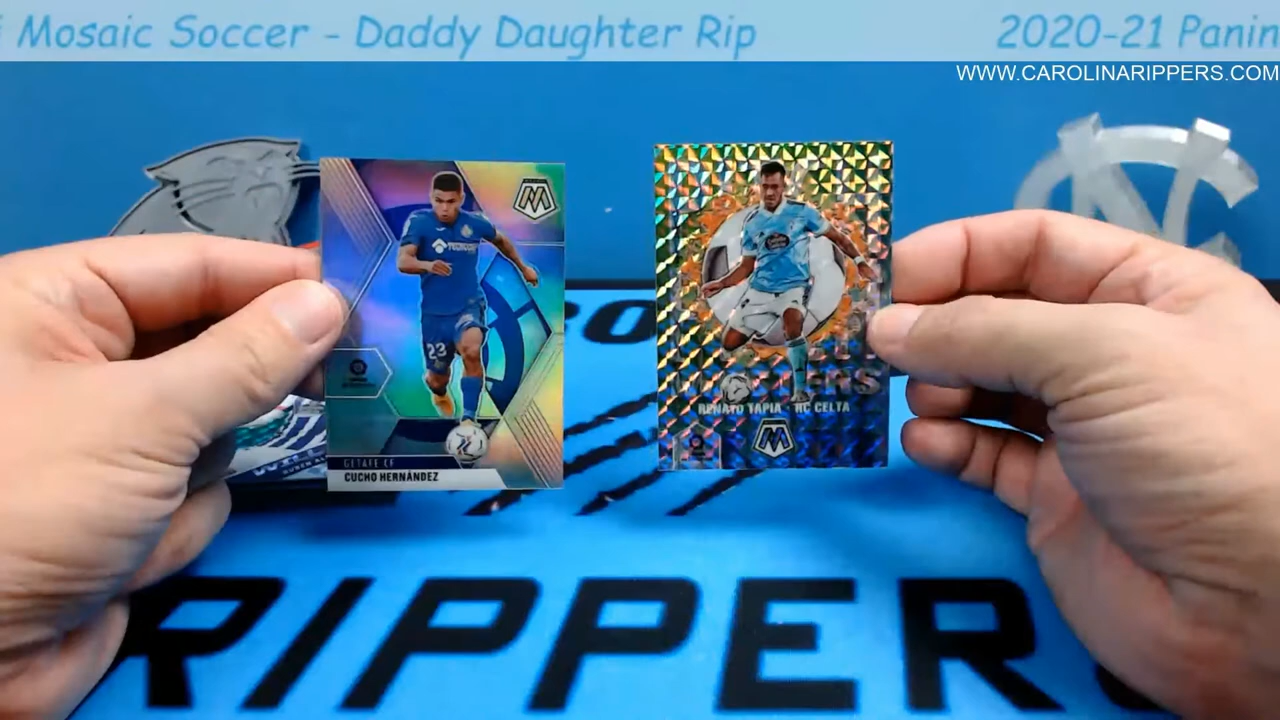 i Mosaic Soccer - Daddy Daughter Rip 2020-21 Panin
WWW.CAROLINARIPPERS.COM
M
23
GETAFE CF
CUCHO HERNÁNDEZ
RENATO TAPIA - RC CELTA
M
RIPPERS